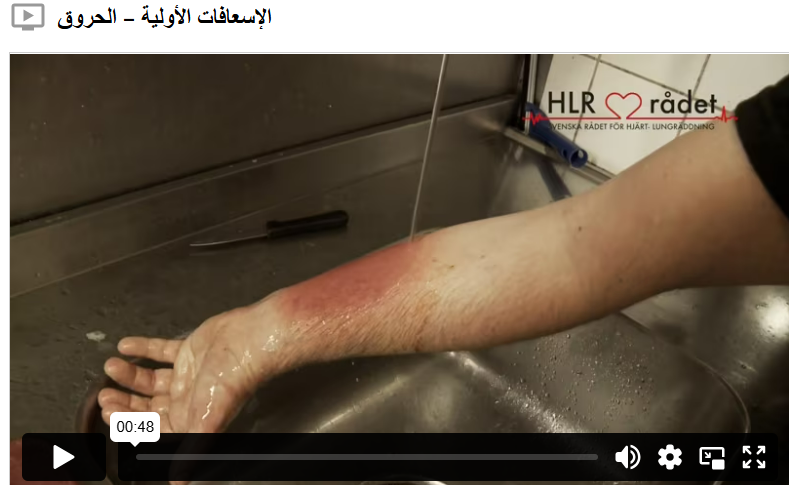 الإسعافات الأولية – الحروق
HLR rådet
SVENSKA RÅDET FÖR HJÄRT- LUNGRÄDDNING
00:48